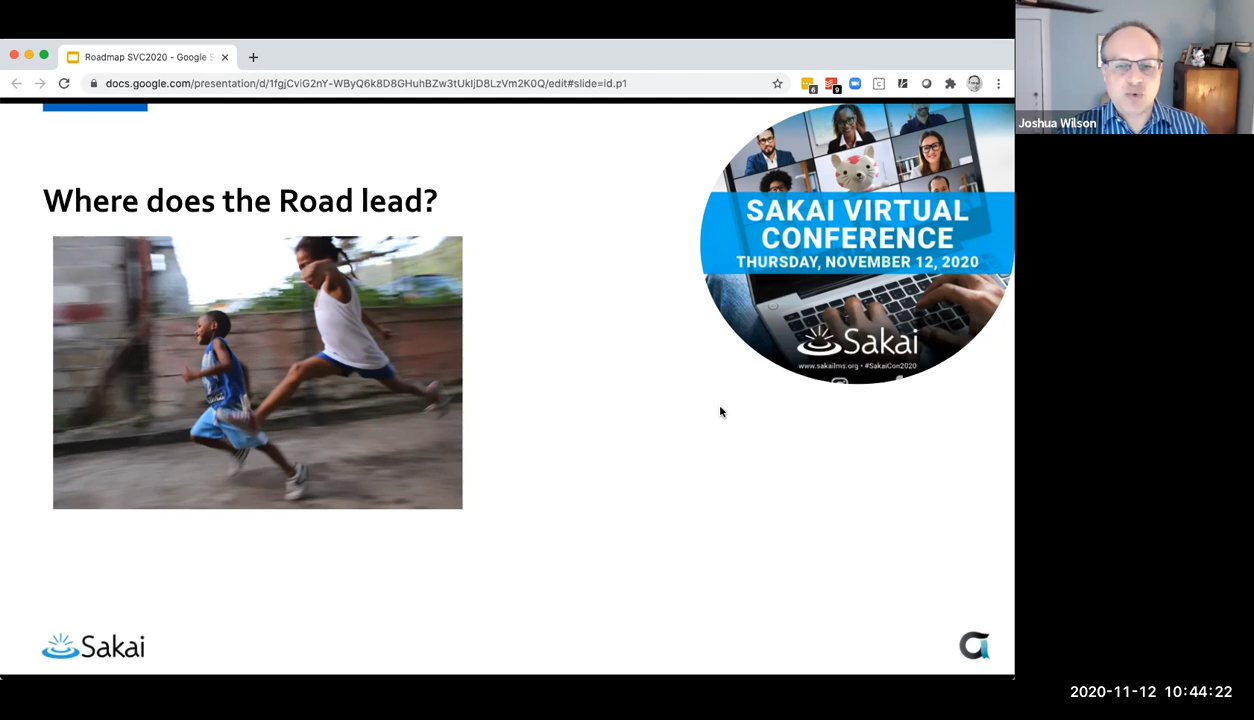 Roadmap SVC2020 - Google S
docs.google.com/presentation/d/1fgjCviG2nY-WByQ6k8D8GHuhBZw3tUkIjD8LzVm2K0Q/edit#slide=id.p1
6
9
Joshua Wilson
Where does the Road lead?
SAKAI VIRTUAL
CONFERENCE
THURSDAY, NOVEMBER 12, 2020
Sakai
www.sakailms.org • #SakaiCon2020
Sakai
2020-11-12 10:44:22